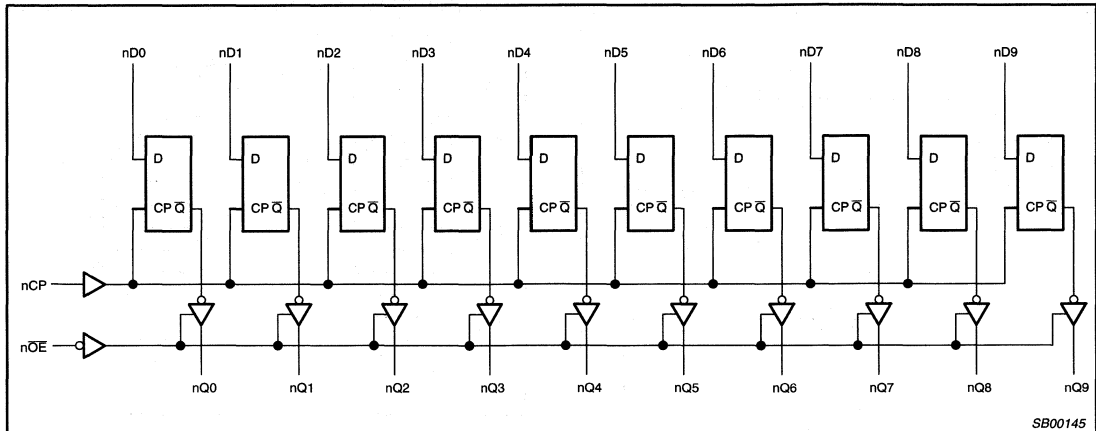 nD0 nD1 nD2 nD3 nD4 nD5 nD6 nD7 nD8 nD9
D D D D D D D D D D
CP Q̅ CP Q̅ CP Q̅ CP Q̅ CP Q̅ CP Q̅ CP Q̅ CP Q̅ CP Q̅ CP Q̅
nCP
nO̅E̅
nQ0 nQ1 nQ2 nQ3 nQ4 nQ5 nQ6 nQ7 nQ8 nQ9
SB00145